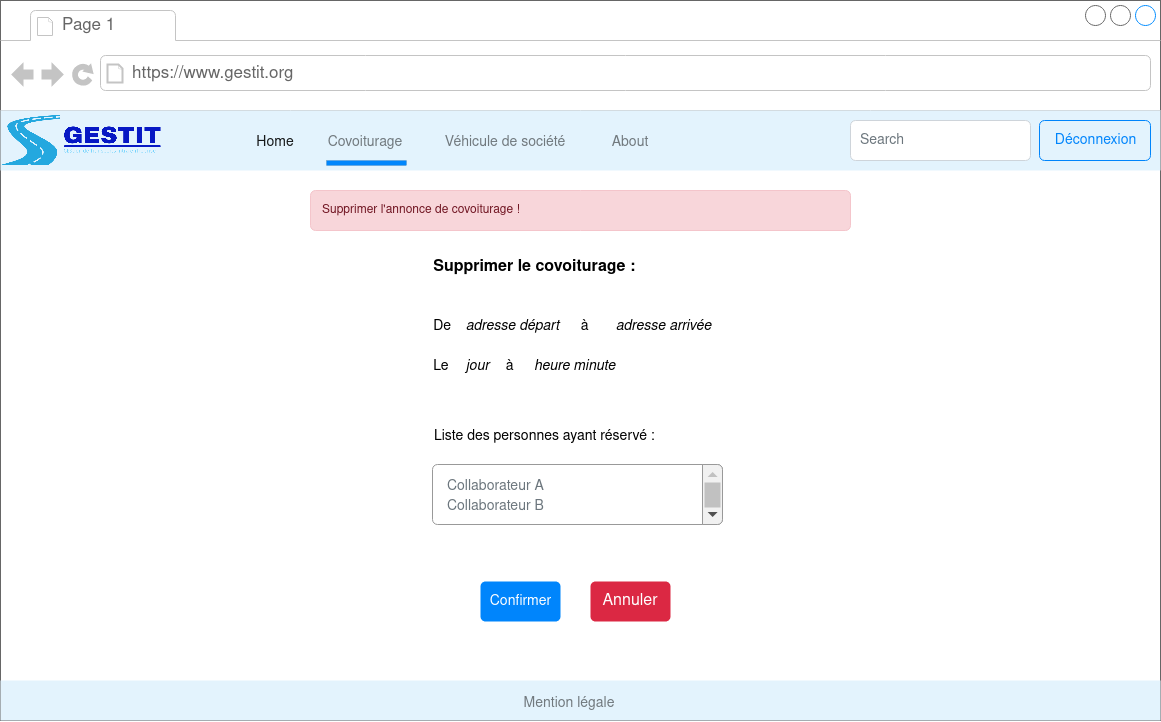 Page 1
https://www.gestit.org
GESTIT
Home Covoiturage Véhicule de société About Search Déconnexion
Supprimer l'annonce de covoiturage !
Supprimer le covoiturage :
De adresse départ à adresse arrivée
Le jour à heure minute
Liste des personnes ayant réservé :
Collaborateur A
Collaborateur B
Confirmer Annuler
Mention légale